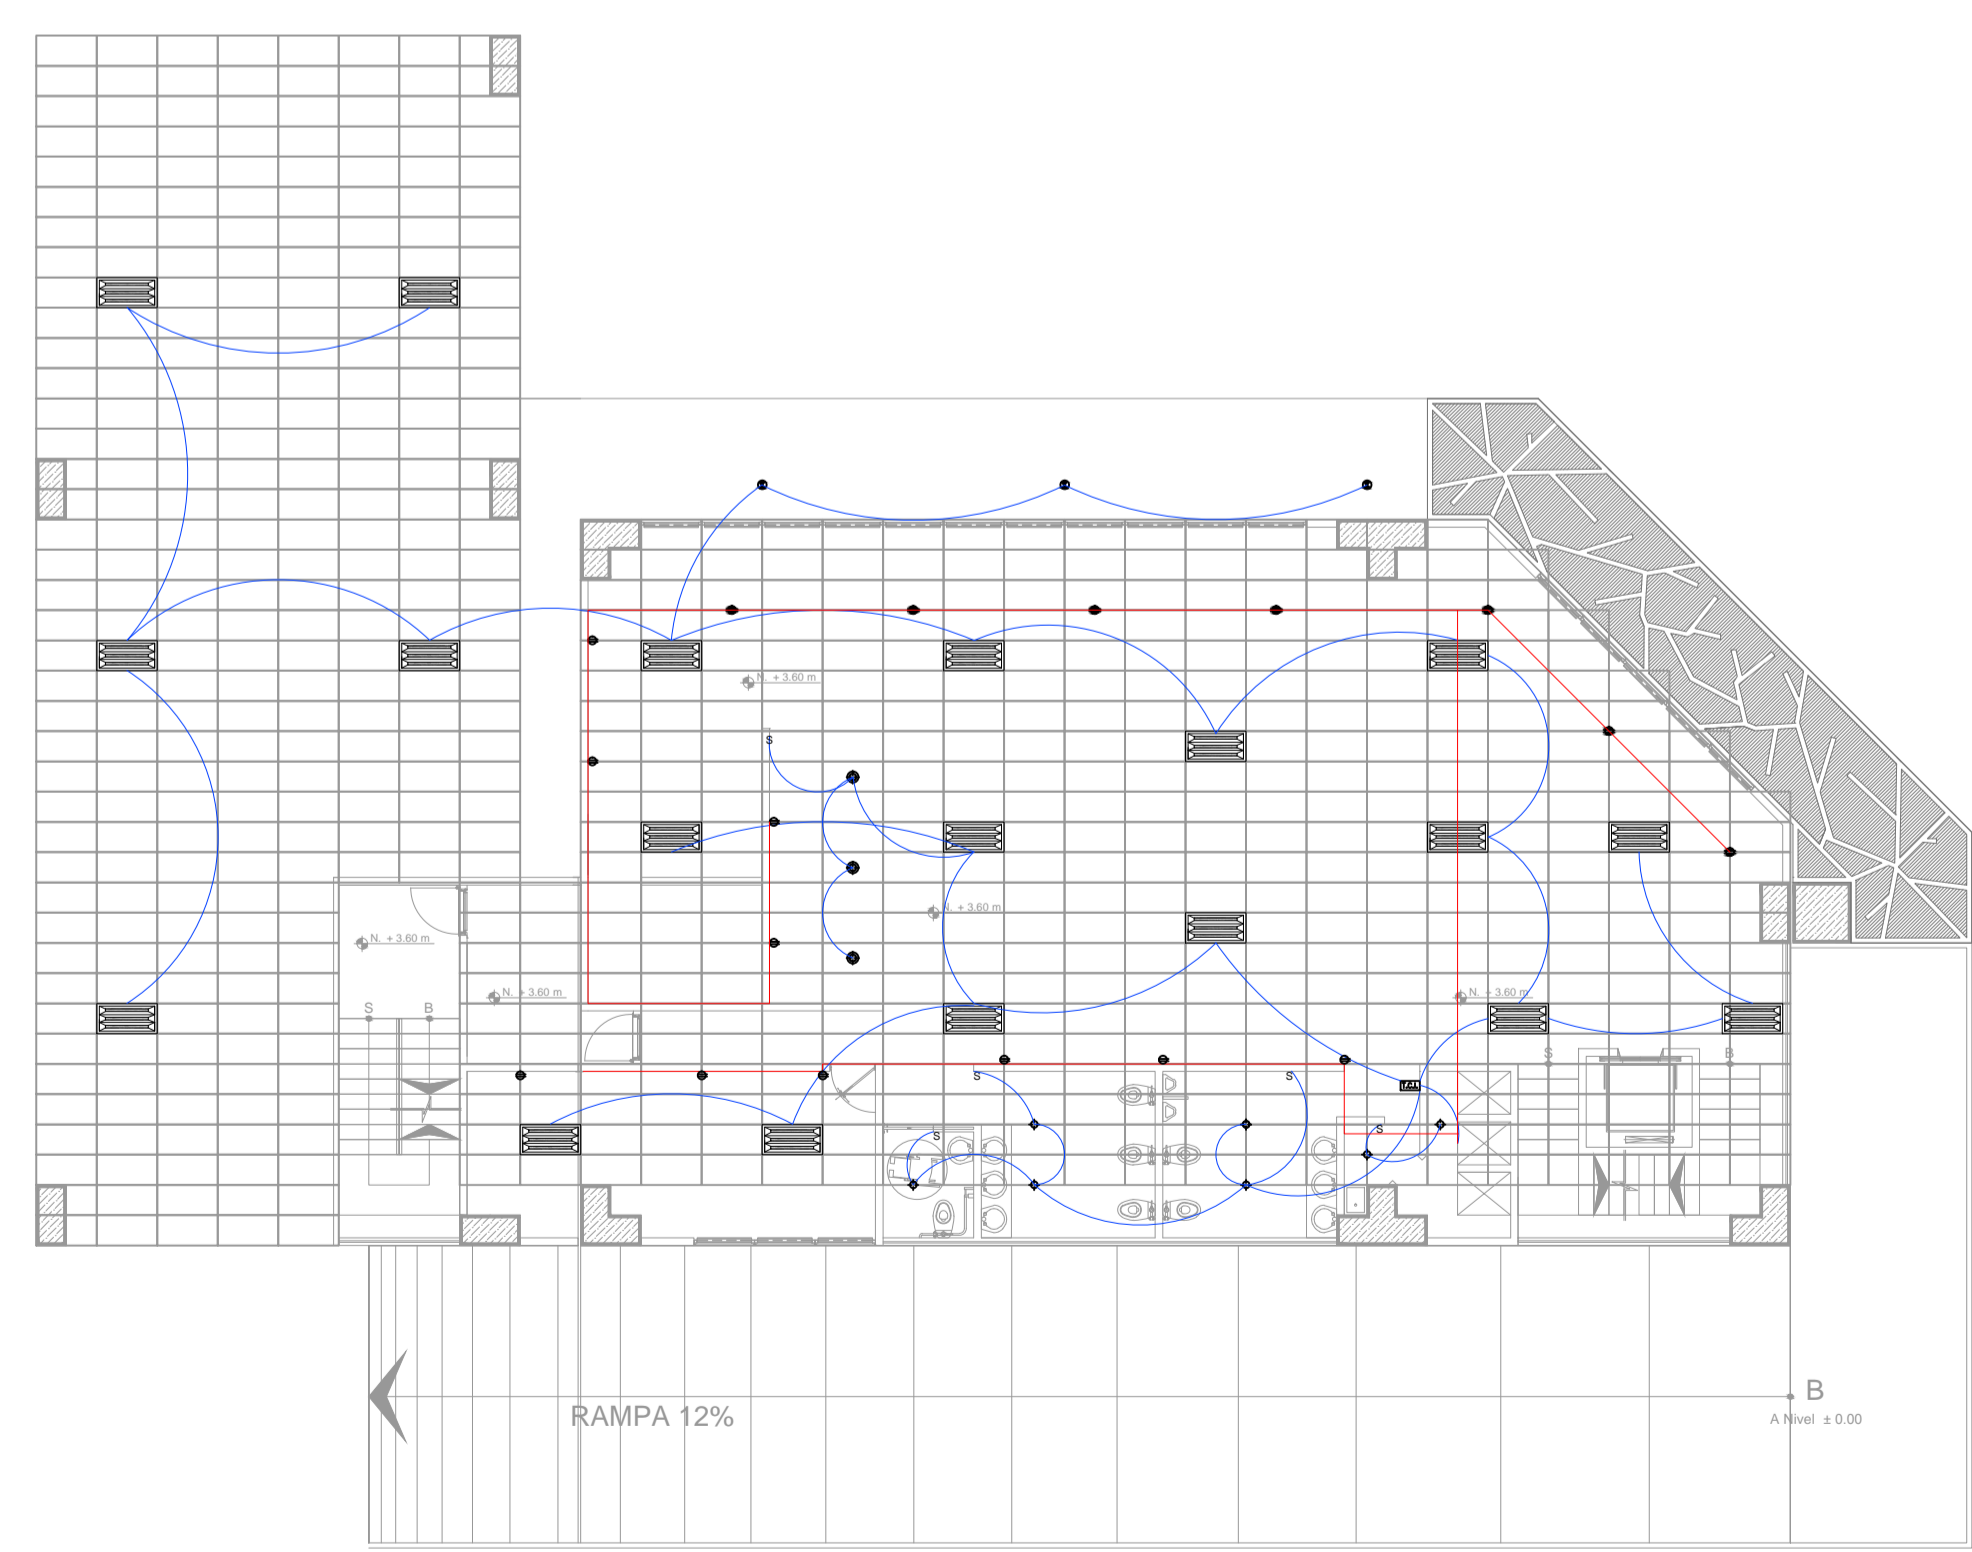 N. + 3.60 m
S
N. + 3.60 m
N. + 3.60 m
N. + 3.60 m
N. + 3.60 m
S B
S B
S
S
T.C.L
S
S
B
RAMPA 12%
A Nivel ± 0.00